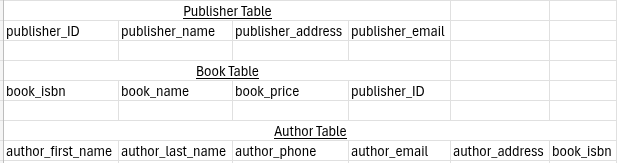 Publisher Table
publisher_ID publisher_name publisher_address publisher_email
Book Table
book_isbn book_name book_price publisher_ID
Author Table
author_first_name author_last_name author_phone author_email author_address book_isbn